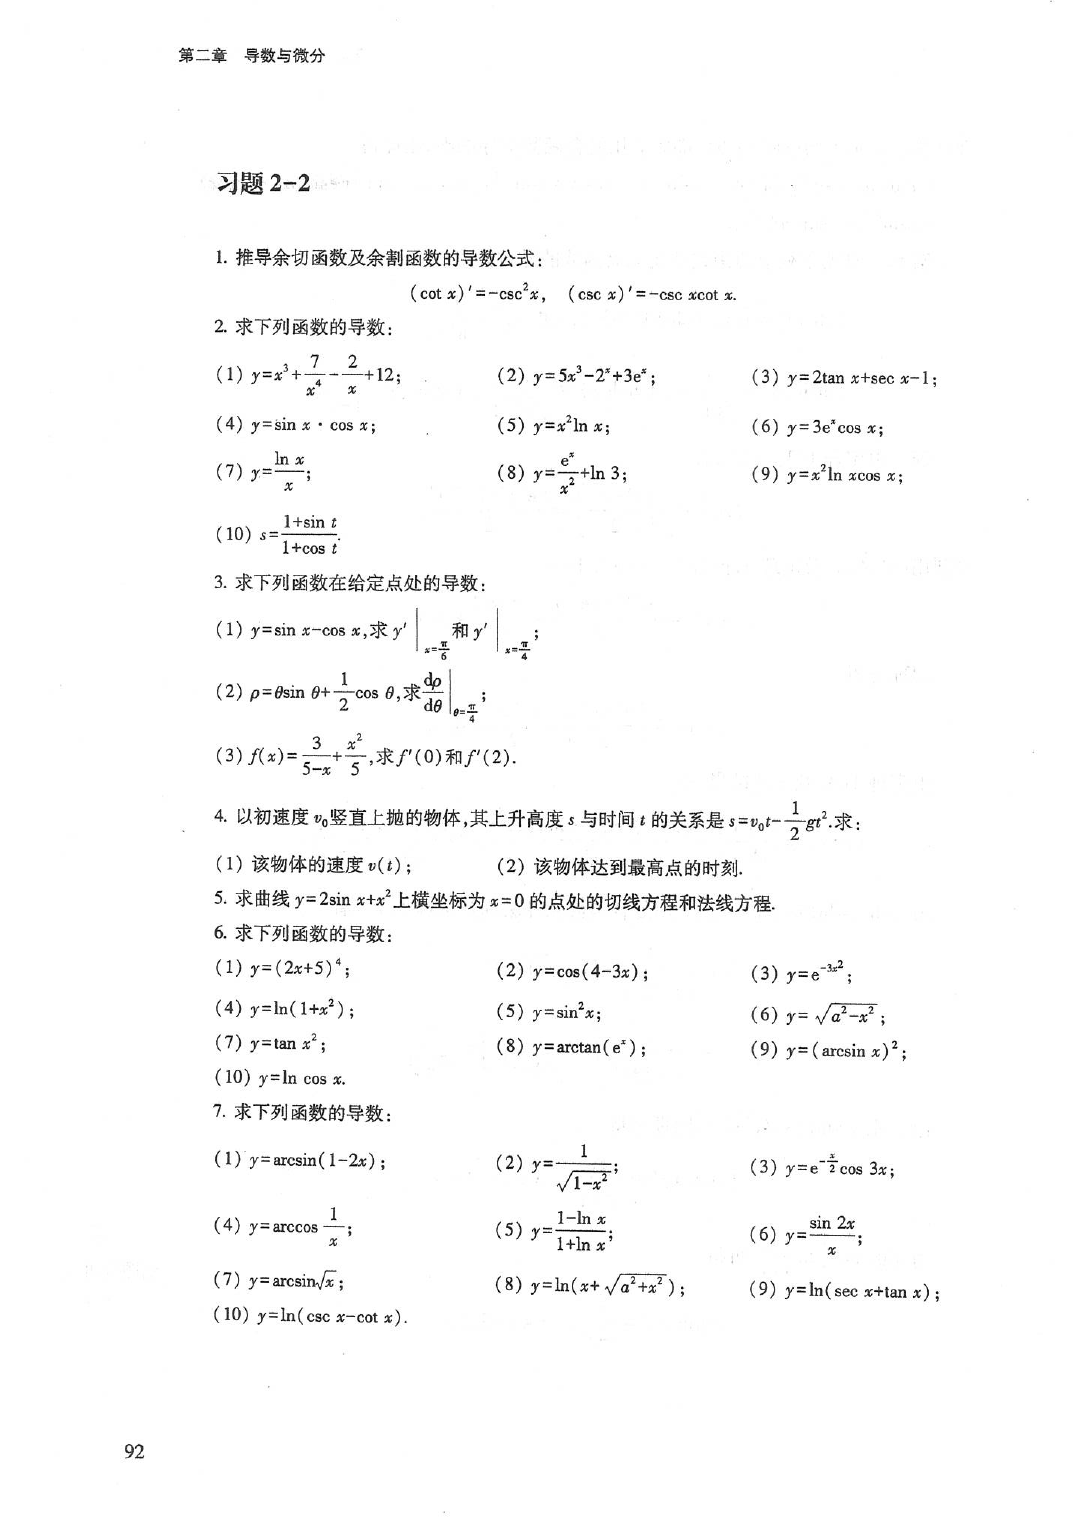 第二章 导数与微分
习题2-2
1. 推导余切函数及余割函数的导数公式:
(cot x)'=-csc²x, (csc x)'=-csc xcot x.
2. 求下列函数的导数:
(1) y=x³+7/x⁴-2/x+12; (2) y=5x³-2ˣ+3eˣ; (3) y=2tan x+sec x-1;
(4) y=sin x·cos x; (5) y=x²ln x; (6) y=3eˣcos x;
(7) y=ln x/x; (8) y=eˣ/x²+ln 3; (9) y=x²ln xcos x;
(10) s=(1+sin t)/(1+cos t).
3. 求下列函数在给定点处的导数:
(1) y=sin x-cos x,求 y'|x=π/6 和 y'|x=π/4;
(2) ρ=θsin θ+1/2cos θ,求dρ/dθ|θ=π/4;
(3) f(x)=3/(5-x)+x²/5,求f'(0)和f'(2).
4. 以初速度 v₀竖直上抛的物体,其上升高度 s 与时间 t 的关系是 s=v₀t-1/2gt².求:
(1) 该物体的速度 v(t); (2) 该物体达到最高点的时刻.
5. 求曲线 y=2sin x+x²上横坐标为 x=0 的点处的切线方程和法线方程.
6. 求下列函数的导数:
(1) y=(2x+5)⁴; (2) y=cos(4-3x); (3) y=e^(-3x²);
(4) y=ln(1+x²); (5) y=sin²x; (6) y=√(a²-x²);
(7) y=tan x²; (8) y=arctan(eˣ); (9) y=(arcsin x)²;
(10) y=ln cos x.
7. 求下列函数的导数:
(1) y=arcsin(1-2x); (2) y=1/√(1-x²); (3) y=e^(-x/2)cos 3x;
(4) y=arccos 1/x; (5) y=(1-ln x)/(1+ln x); (6) y=sin 2x/x;
(7) y=arcsin√x; (8) y=ln(x+√(a²+x²)); (9) y=ln(sec x+tan x);
(10) y=ln(csc x-cot x).
92